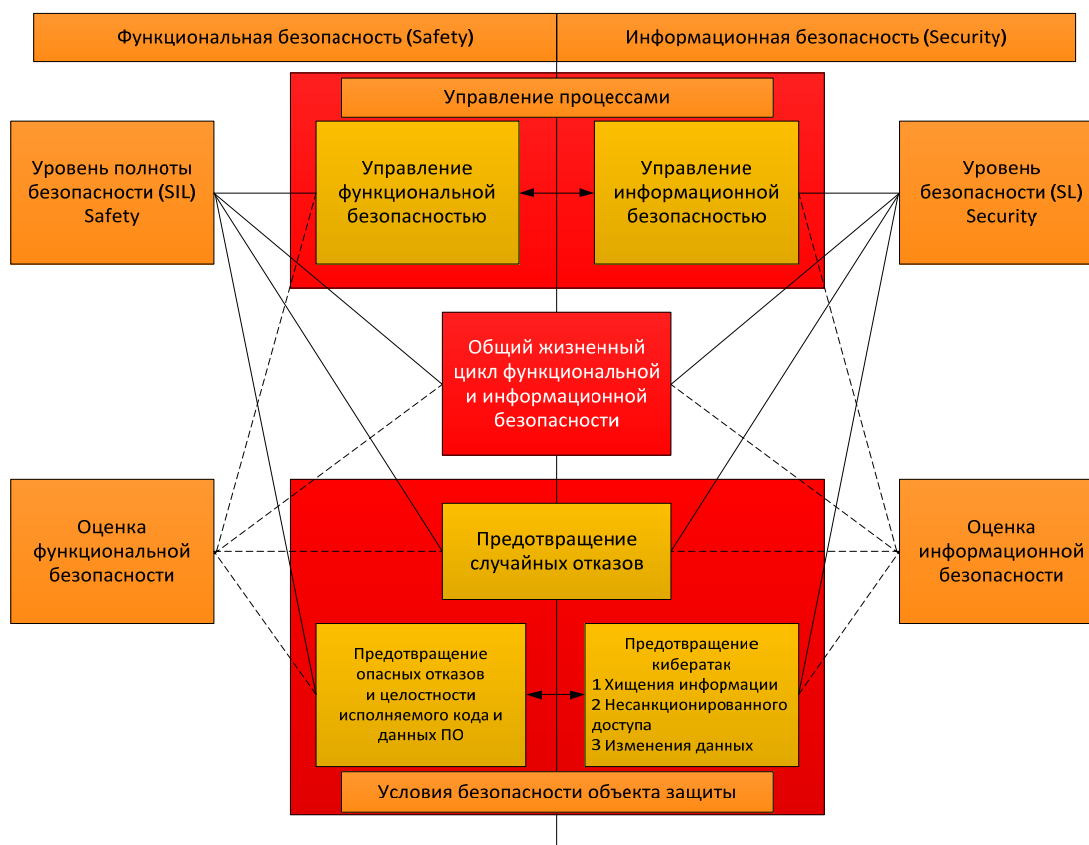 Функциональная безопасность (Safety)
Информационная безопасность (Security)
Управление процессами
Уровень полноты
безопасности (SIL)
Safety
Управление
функциональной
безопасностью
Управление
информационной
безопасностью
Уровень
безопасности (SL)
Security
Общий жизненный
цикл функциональной
и информационной
безопасности
Оценка
функциональной
безопасности
Предотвращение
случайных отказов
Оценка
информационной
безопасности
Предотвращение
опасных отказов
и целостности
исполняемого кода и
данных ПО
Предотвращение
кибератак
1 Хищения информации
2 Несанкционированного
доступа
3 Изменения данных
Условия безопасности объекта защиты